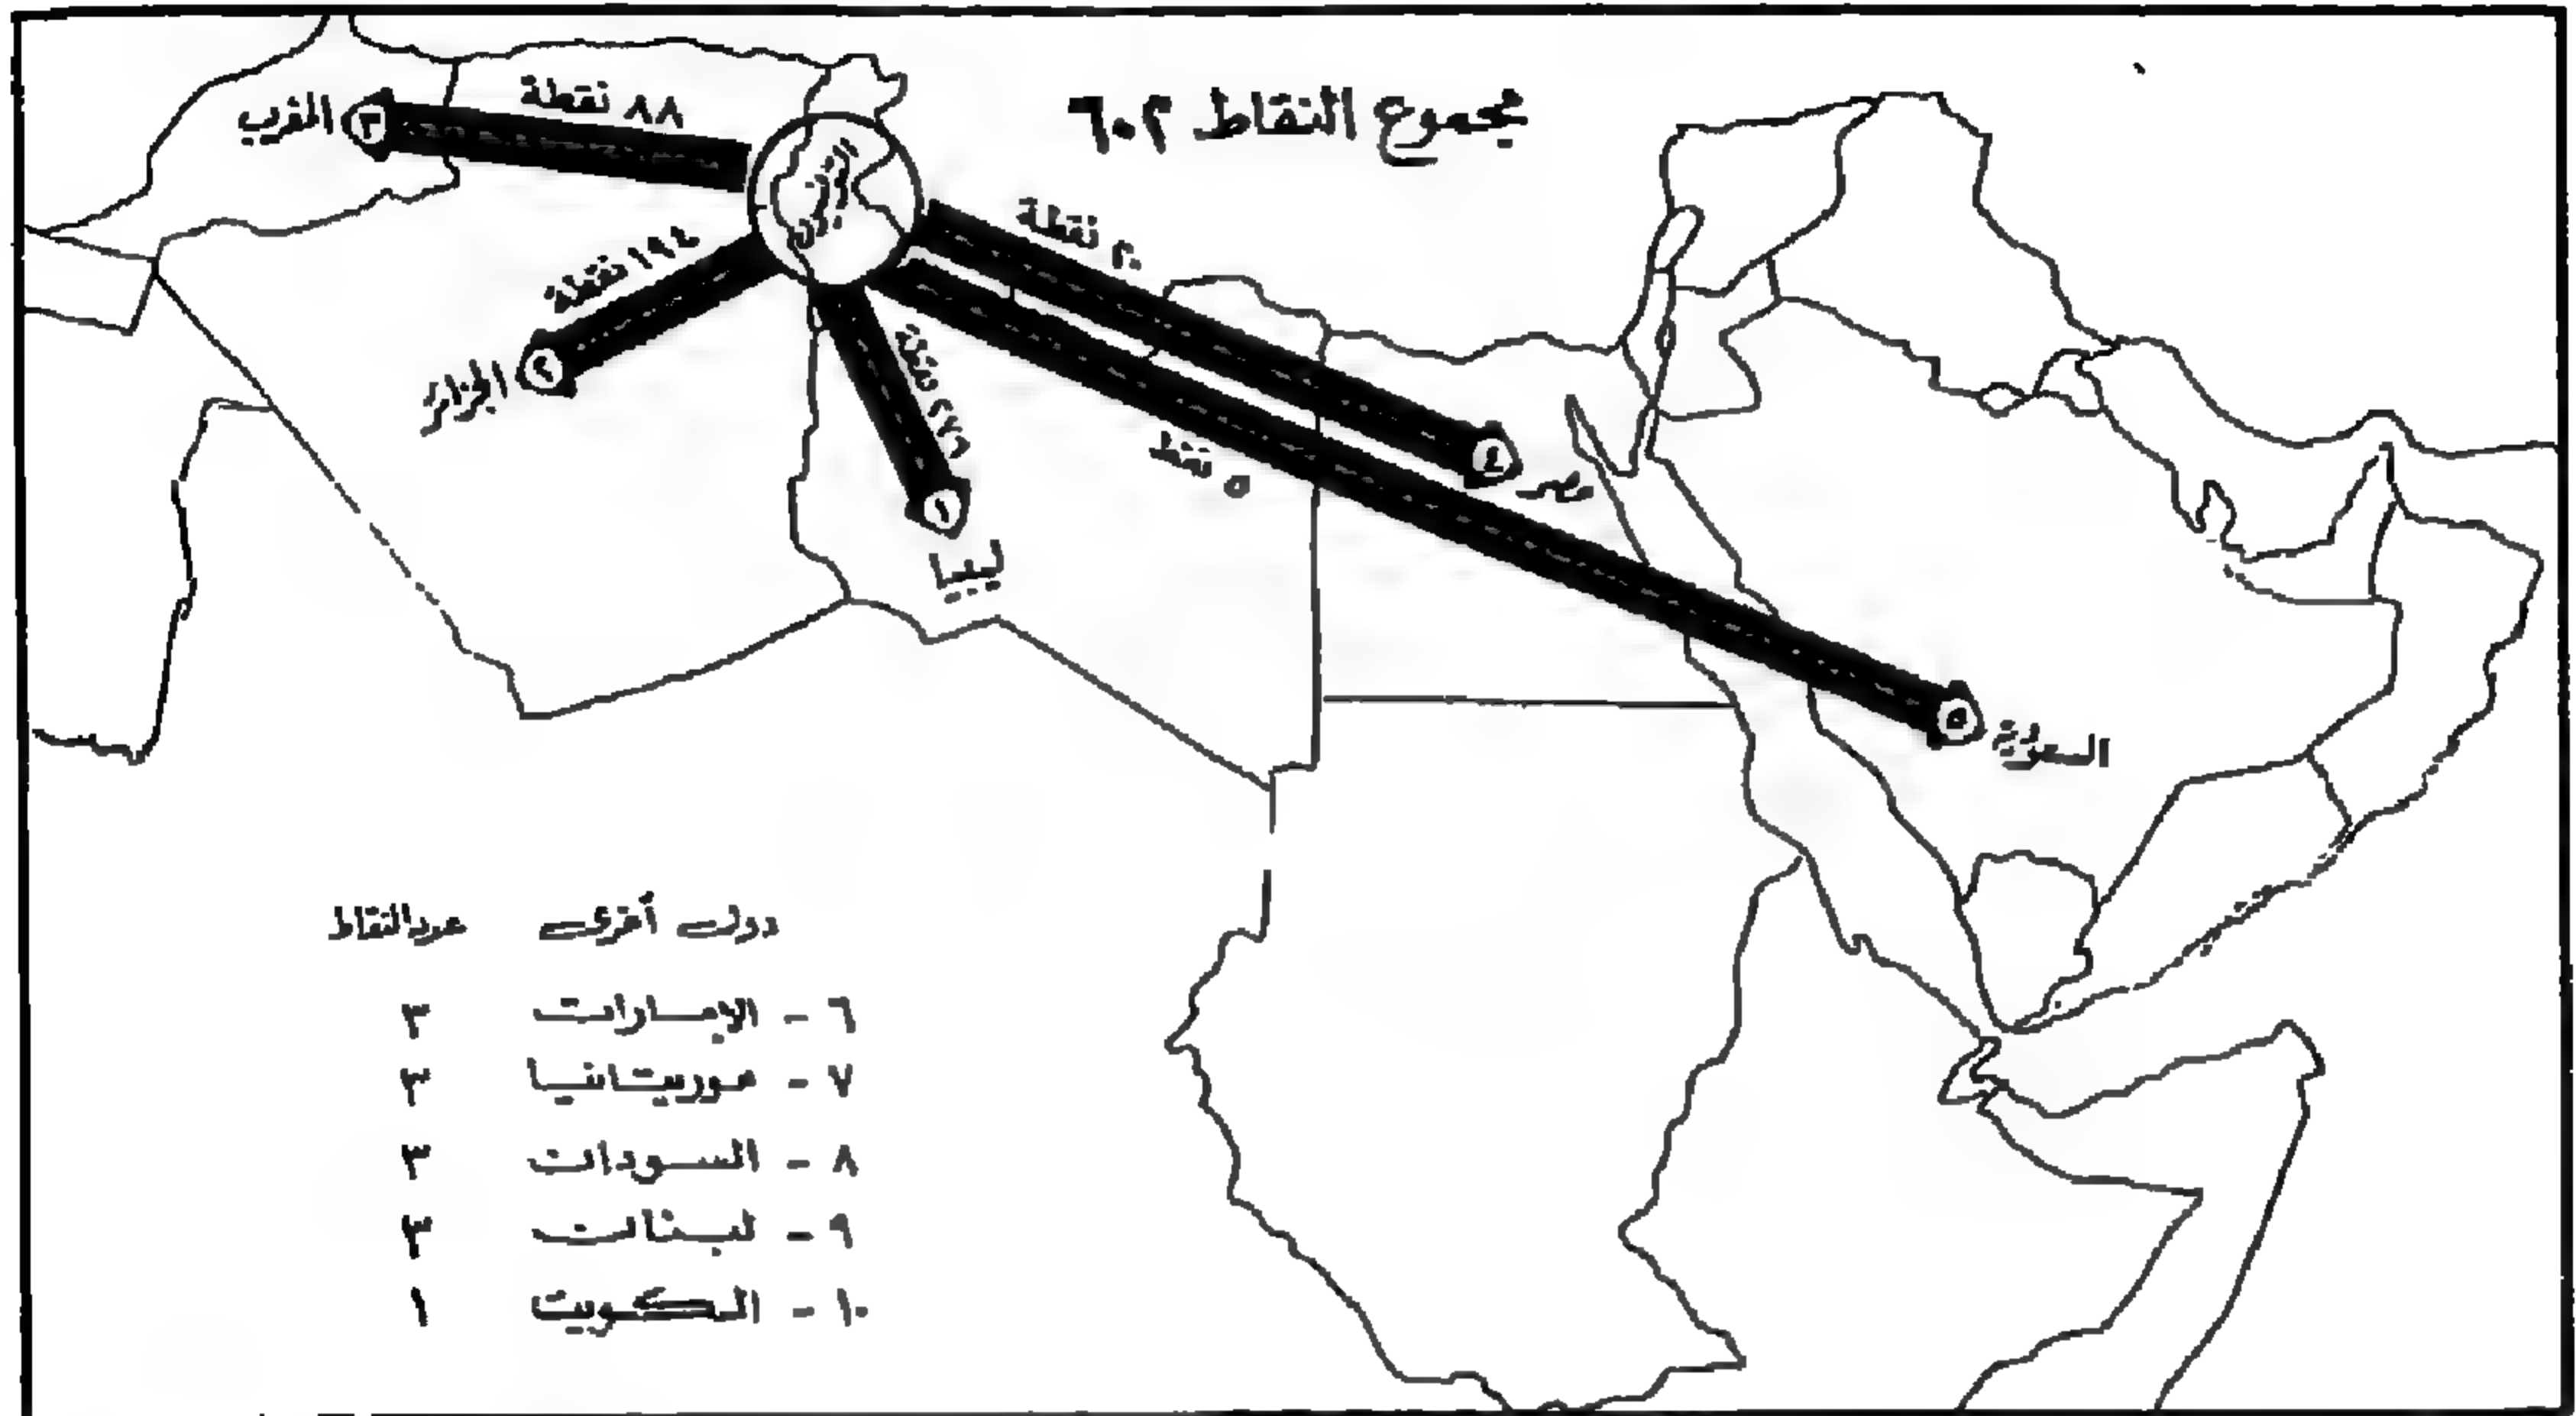 مجموع النقاط ٦٠٢
٨٨ نقطة
المغرب ٣
٢٠ نقطة
١٩٤ نقطة
٢ الجزائر
نقطة
١
ليبيا
٥ نقط
٤ مصر
٥ السعودية
دول أخرى عدد النقاط
٦ - الإمارات ٣
٧ - موريتانيا ٣
٨ - السودان ٣
٩ - لبنان ٣
١٠ - الكويت ١